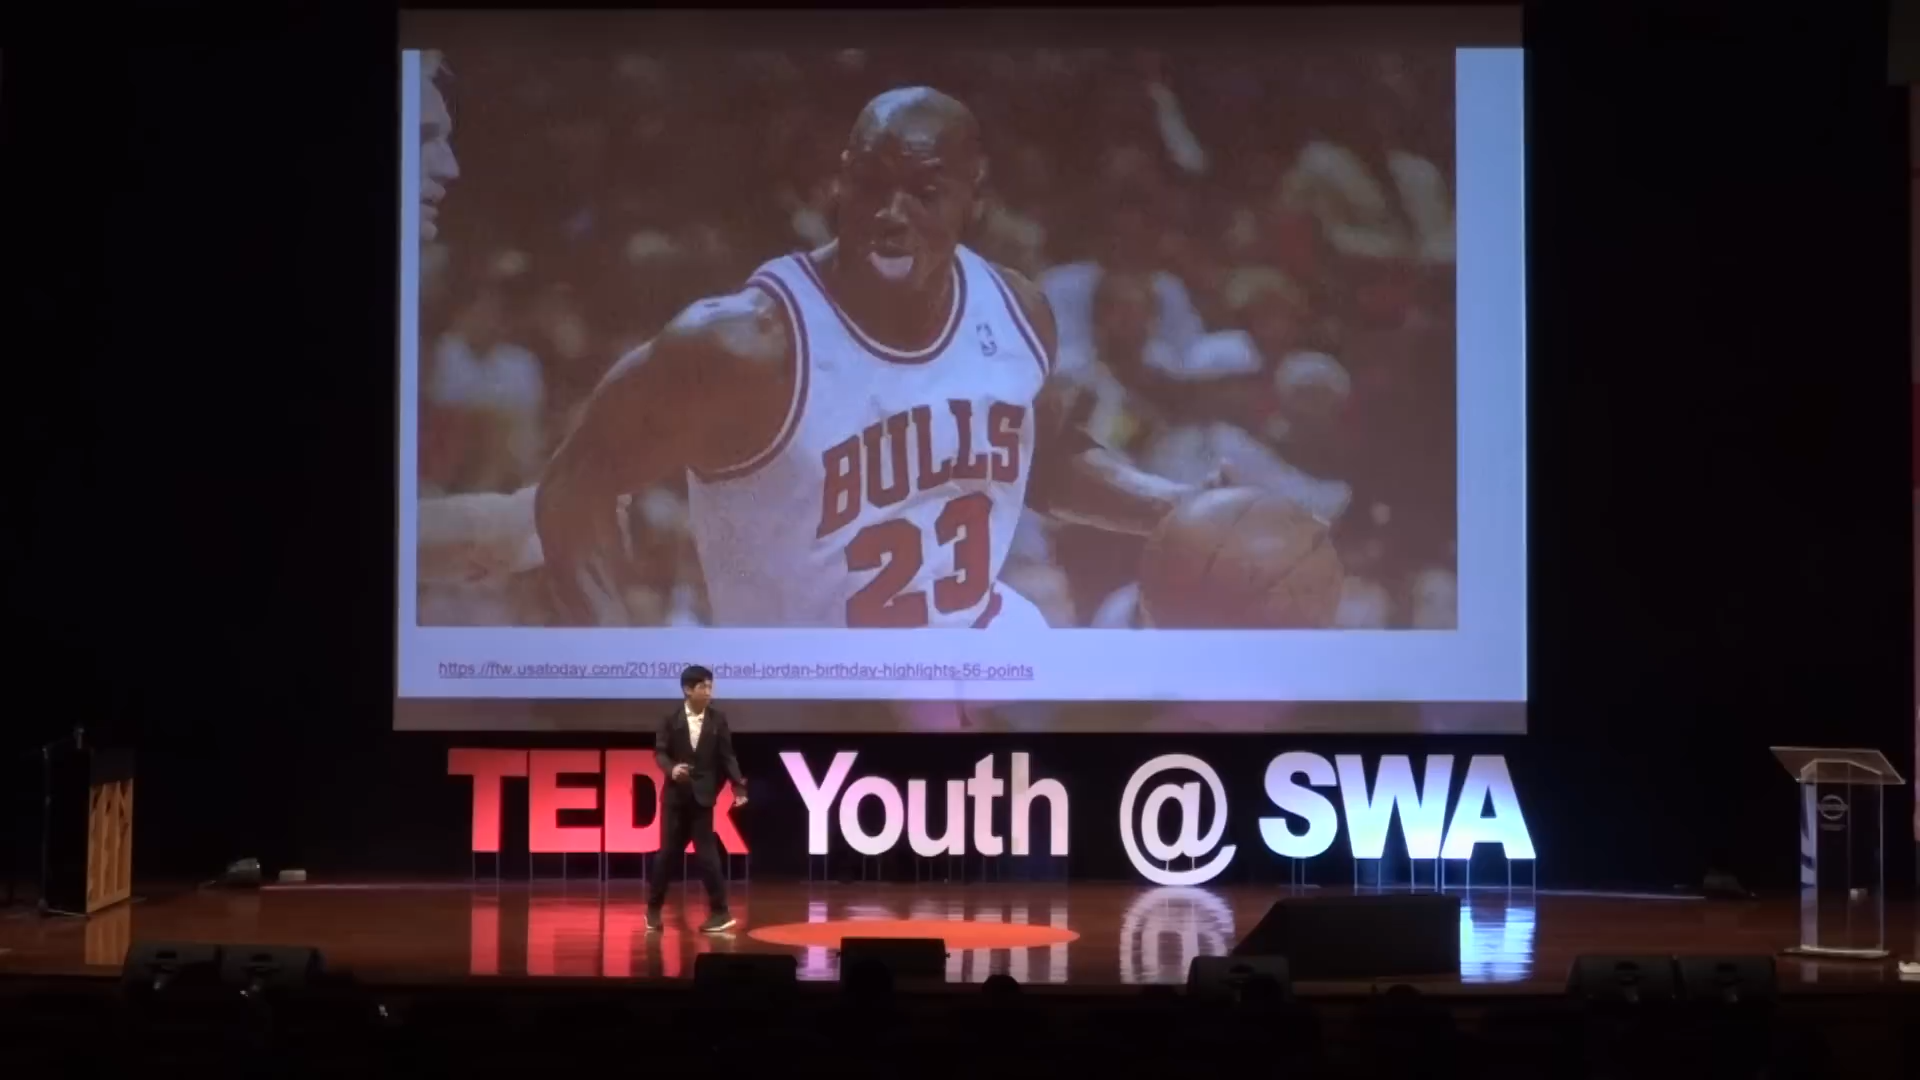 BULLS
23
https://ftw.usatoday.com/2019/02 ichael-jordan-birthday-highlights-56-points
TEDx Youth @ SWA